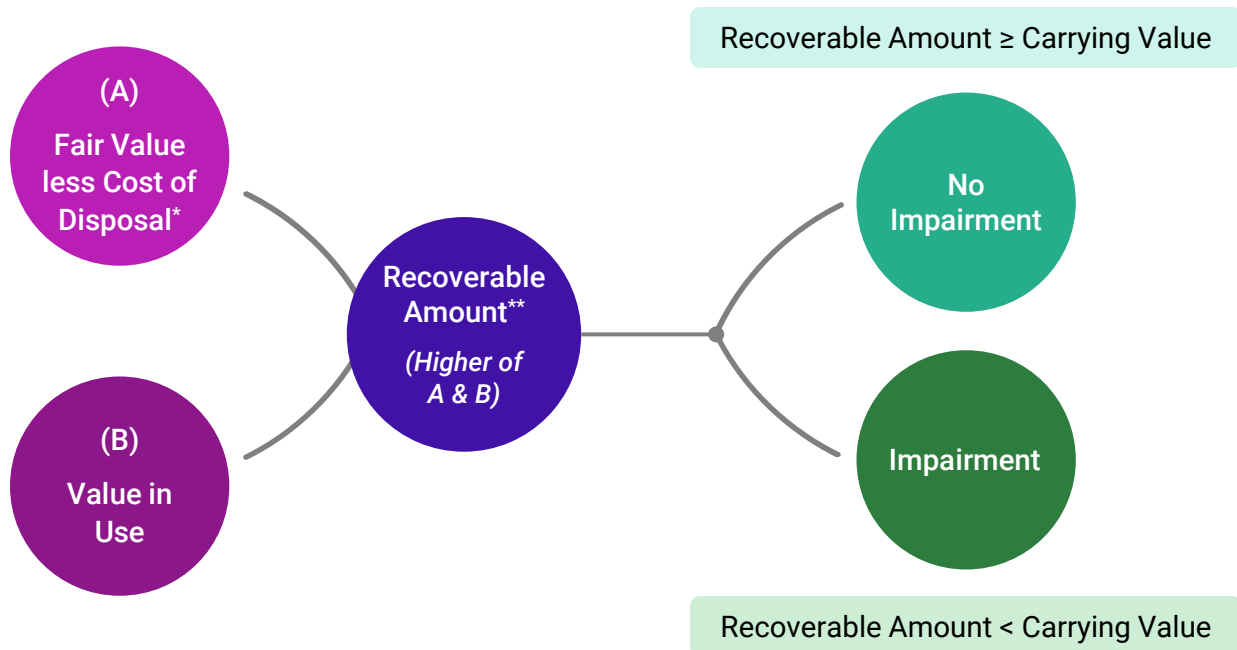 (A)
Fair Value
less Cost of
Disposal*
(B)
Value in
Use
Recoverable
Amount**
(Higher of
A & B)
Recoverable Amount ≥ Carrying Value
No
Impairment
Impairment
Recoverable Amount < Carrying Value